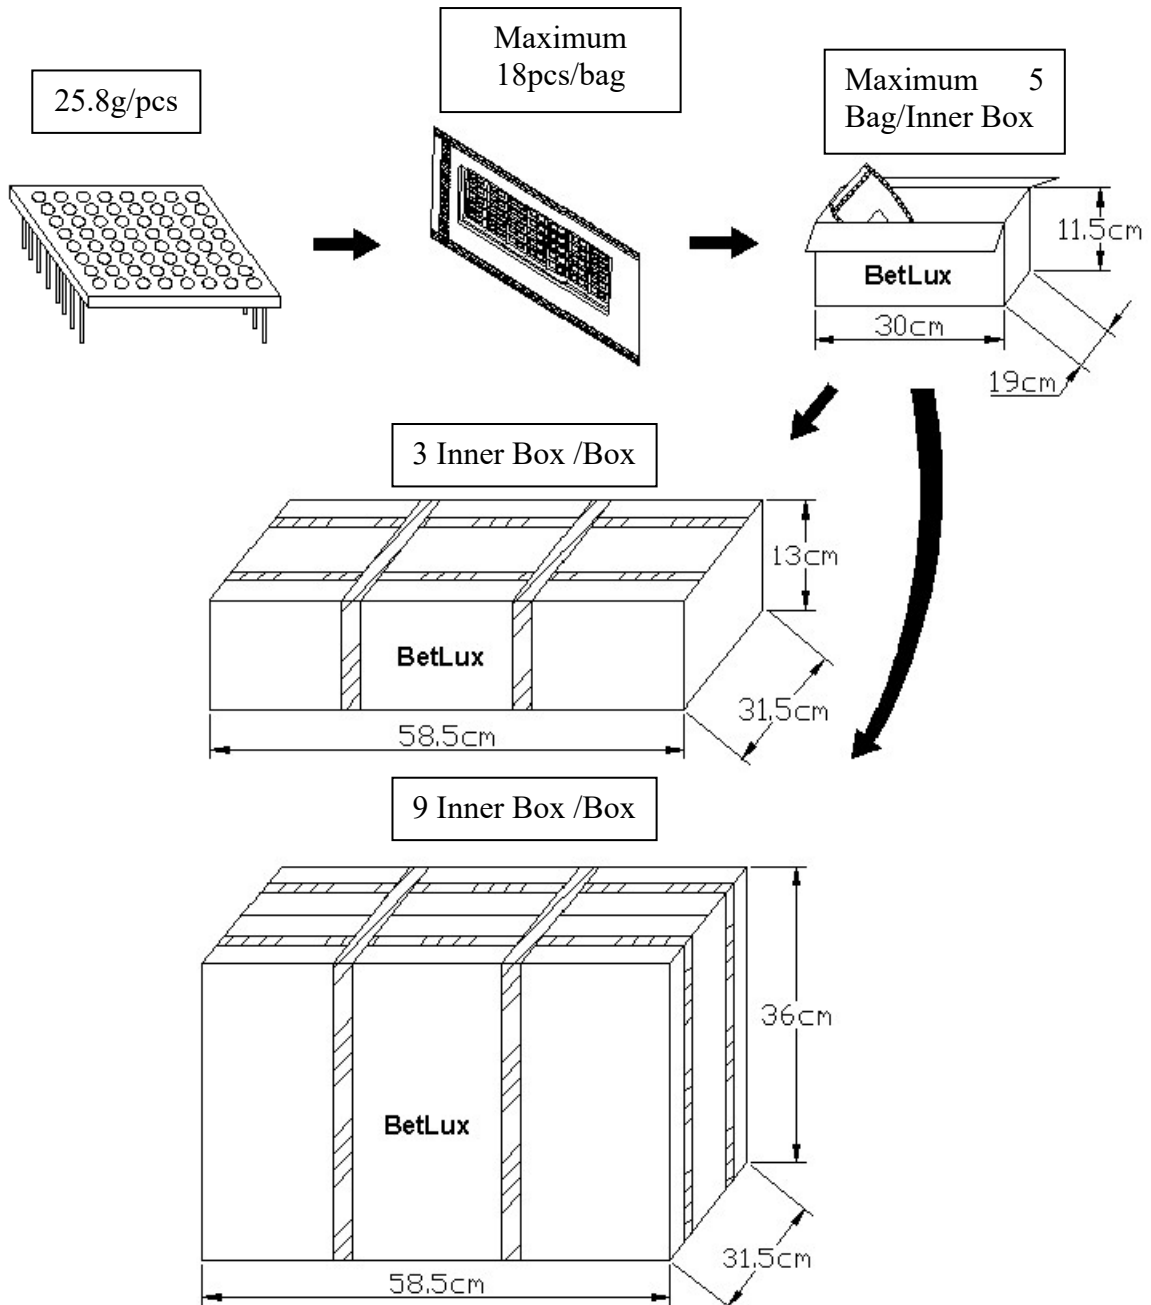 Maximum
18pcs/bag
25.8g/pcs
Maximum 5
Bag/Inner Box
11.5cm
BetLux
30cm
19cm
3 Inner Box /Box
13cm
BetLux
31.5cm
58.5cm
9 Inner Box /Box
36cm
BetLux
31.5cm
58.5cm